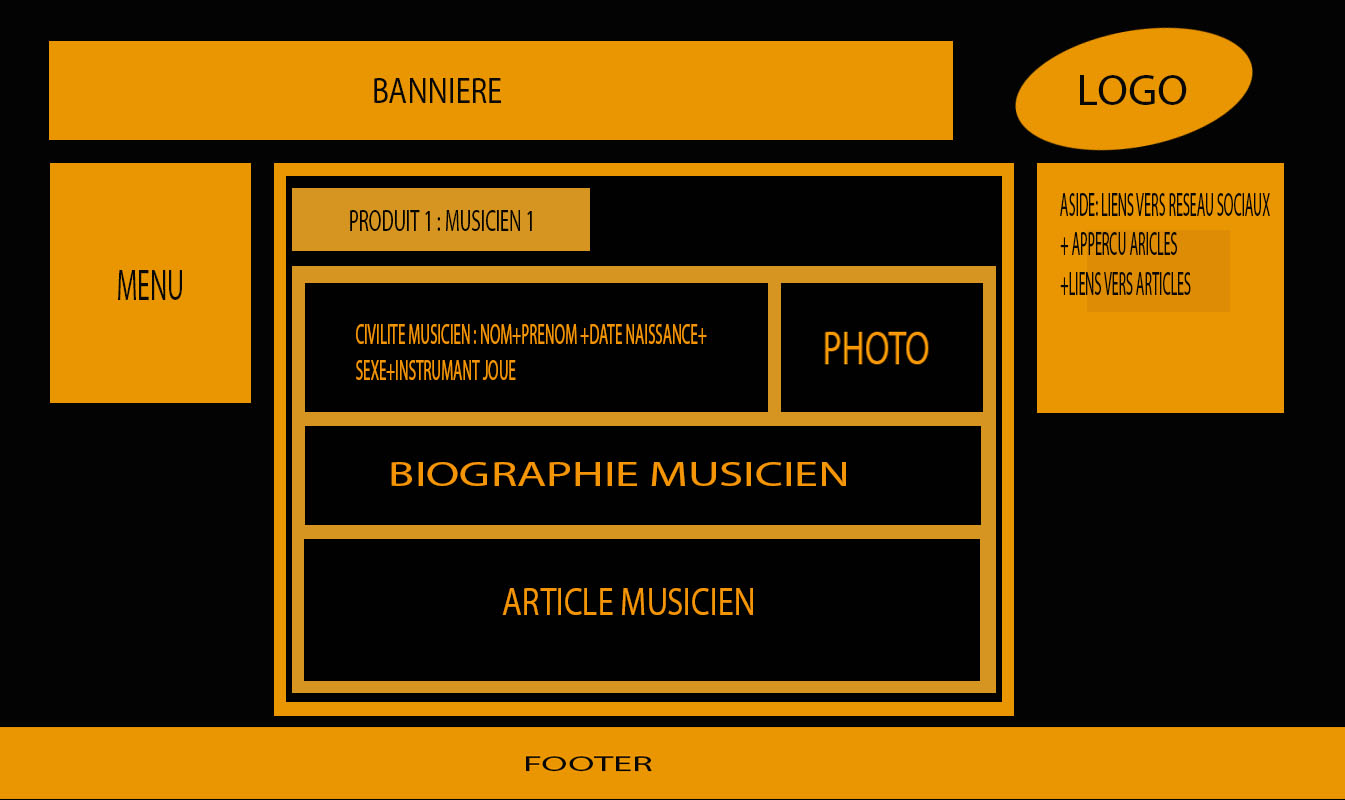 BANNIERE
LOGO
MENU
PRODUIT 1 : MUSICIEN 1
CIVILITE MUSICIEN : NOM+PRENOM +DATE NAISSANCE+
SEXE+INSTRUMANT JOUE
PHOTO
BIOGRAPHIE MUSICIEN
ARTICLE MUSICIEN
ASIDE: LIENS VERS RESEAU SOCIAUX
+ APPERCU ARICLES
+LIENS VERS ARTICLES
FOOTER